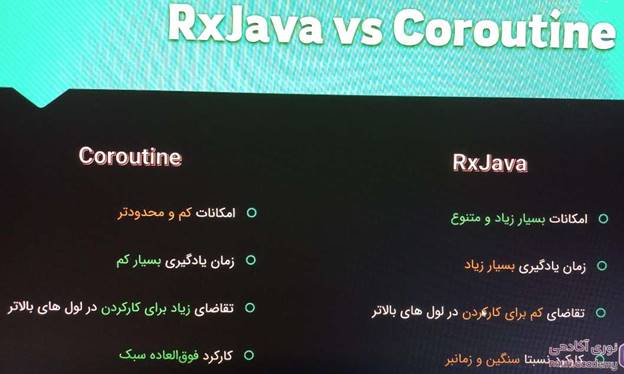 RxJava vs Coroutine
RxJava
امکانات بسیار زیاد و متنوع
زمان یادگیری بسیار زیاد
تقاضای کم برای کارکردن در لول های بالاتر
کارکرد نسبتا سنگین و زمانبر
Coroutine
امکانات کم و محدودتر
زمان یادگیری بسیار کم
تقاضای زیاد برای کارکردن در لول های بالاتر
کارکرد فوق‌العاده سبک
نوری آکادمی